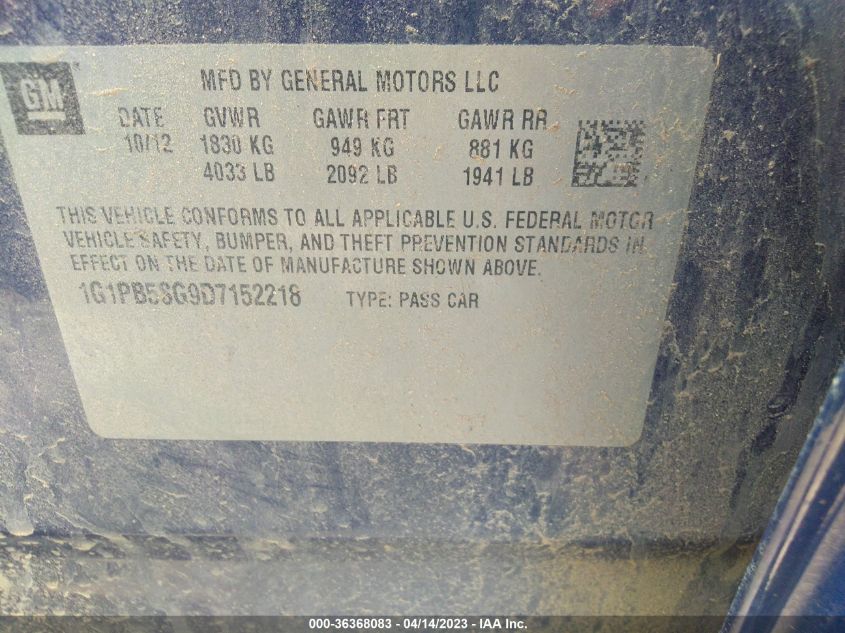 GM
MFD BY GENERAL MOTORS LLC
DATE GVWR GAWR FRT GAWR RR
10/12 1830 KG 949 KG 881 KG
4033 LB 2092 LB 1941 LB
THIS VEHICLE CONFORMS TO ALL APPLICABLE U.S. FEDERAL MOTOR
VEHICLE SAFETY, BUMPER, AND THEFT PREVENTION STANDARDS IN
EFFECT ON THE DATE OF MANUFACTURE SHOWN ABOVE.
1G1PB5SG9D7152218 TYPE: PASS CAR
000-36368083 - 04/14/2023 - IAA Inc.